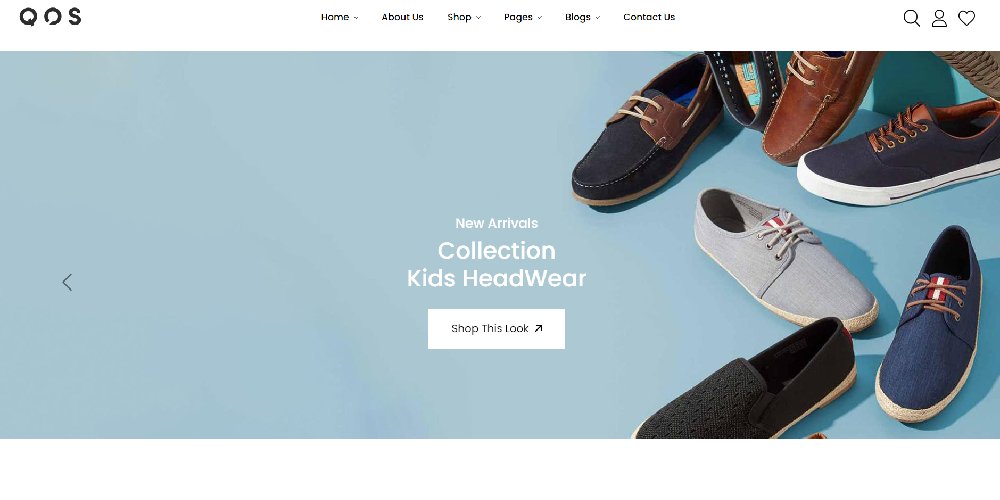 QOS
Home
About Us
Shop
Pages
Blogs
Contact Us
New Arrivals
Collection
Kids HeadWear
Shop This Look